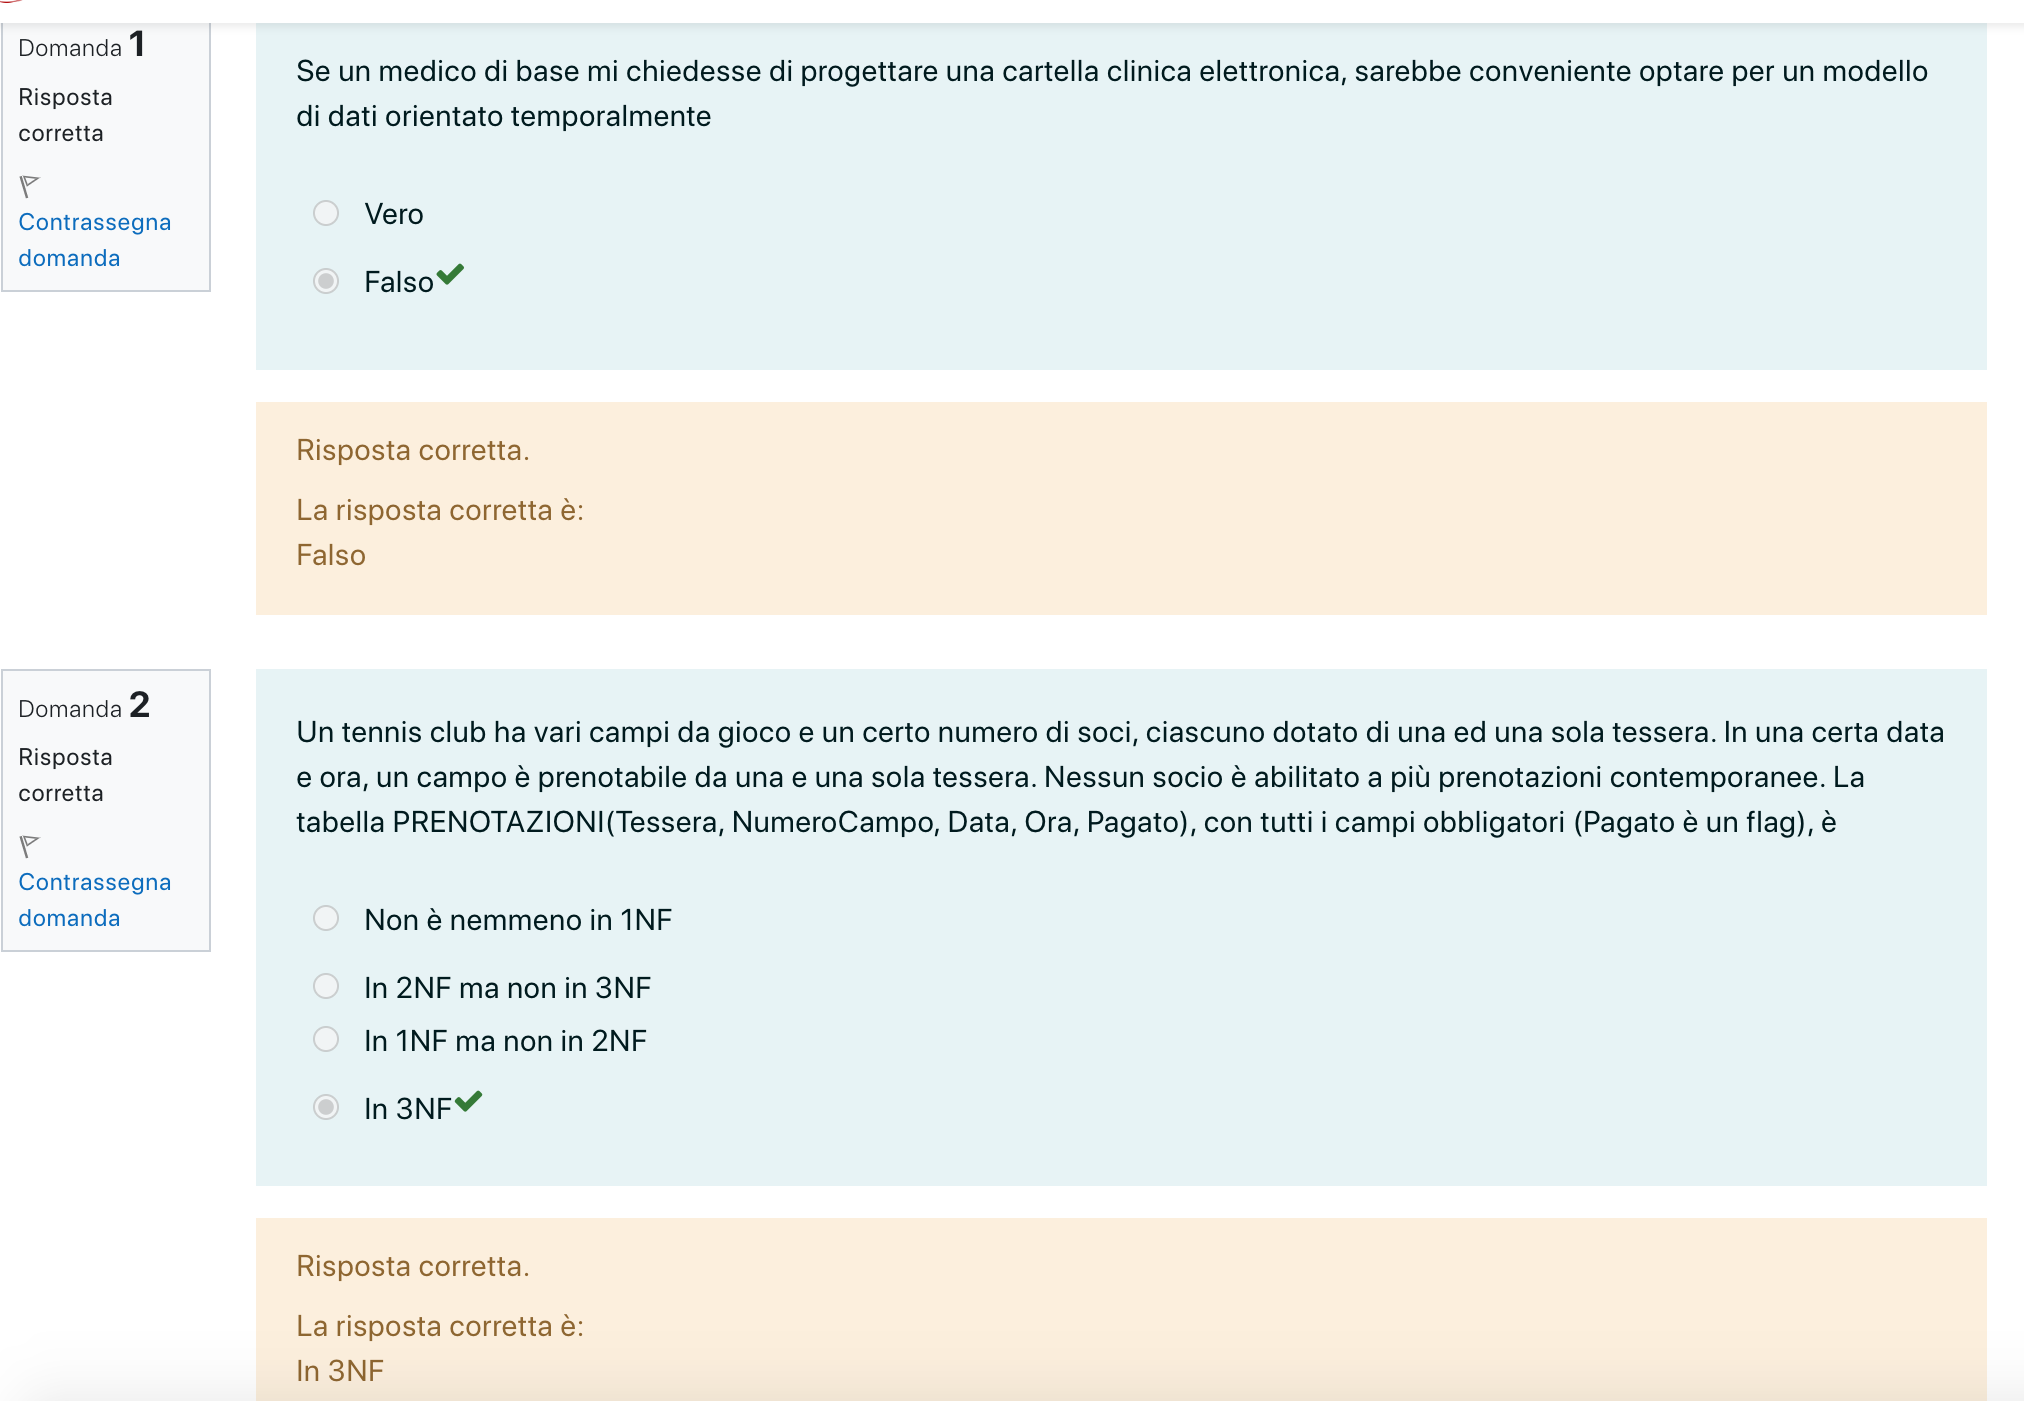 Domanda 1
Risposta
corretta
Contrassegna
domanda
Se un medico di base mi chiedesse di progettare una cartella clinica elettronica, sarebbe conveniente optare per un modello
di dati orientato temporalmente
Vero
Falso
Risposta corretta.
La risposta corretta è:
Falso
Domanda 2
Risposta
corretta
Contrassegna
domanda
Un tennis club ha vari campi da gioco e un certo numero di soci, ciascuno dotato di una ed una sola tessera. In una certa data
e ora, un campo è prenotabile da una e una sola tessera. Nessun socio è abilitato a più prenotazioni contemporanee. La
tabella PRENOTAZIONI(Tessera, NumeroCampo, Data, Ora, Pagato), con tutti i campi obbligatori (Pagato è un flag), è
Non è nemmeno in 1NF
In 2NF ma non in 3NF
In 1NF ma non in 2NF
In 3NF
Risposta corretta.
La risposta corretta è:
In 3NF